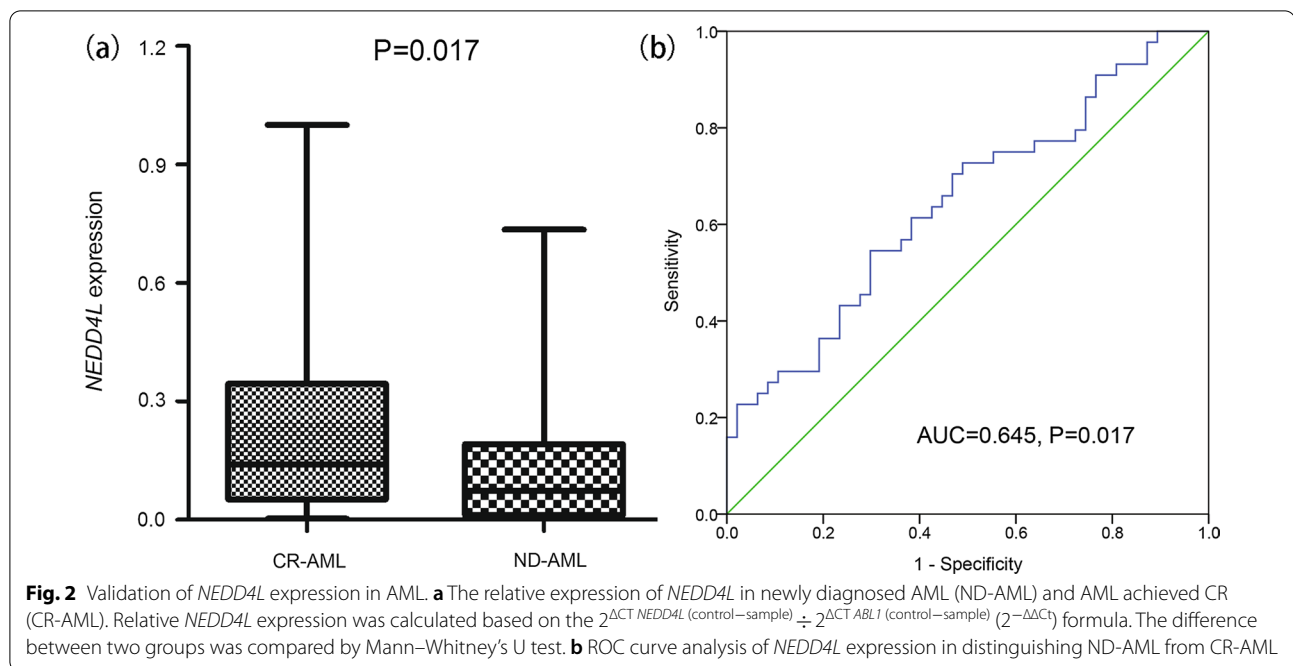 (a)
P=0.017
1.2
0.9
0.6
0.3
0.0
NEDD4L expression
CR-AML
ND-AML
(b)
1.0
0.8
0.6
0.4
0.2
0.0
Sensitivity
AUC=0.645, P=0.017
0.0 0.2 0.4 0.6 0.8 1.0
1 - Specificity
Fig. 2 Validation of NEDD4L expression in AML. a The relative expression of NEDD4L in newly diagnosed AML (ND-AML) and AML achieved CR
(CR-AML). Relative NEDD4L expression was calculated based on the 2^ΔCT NEDD4L (control−sample) ÷ 2^ΔCT ABL1 (control−sample) (2^−ΔΔCt) formula. The difference
between two groups was compared by Mann–Whitney's U test. b ROC curve analysis of NEDD4L expression in distinguishing ND-AML from CR-AML